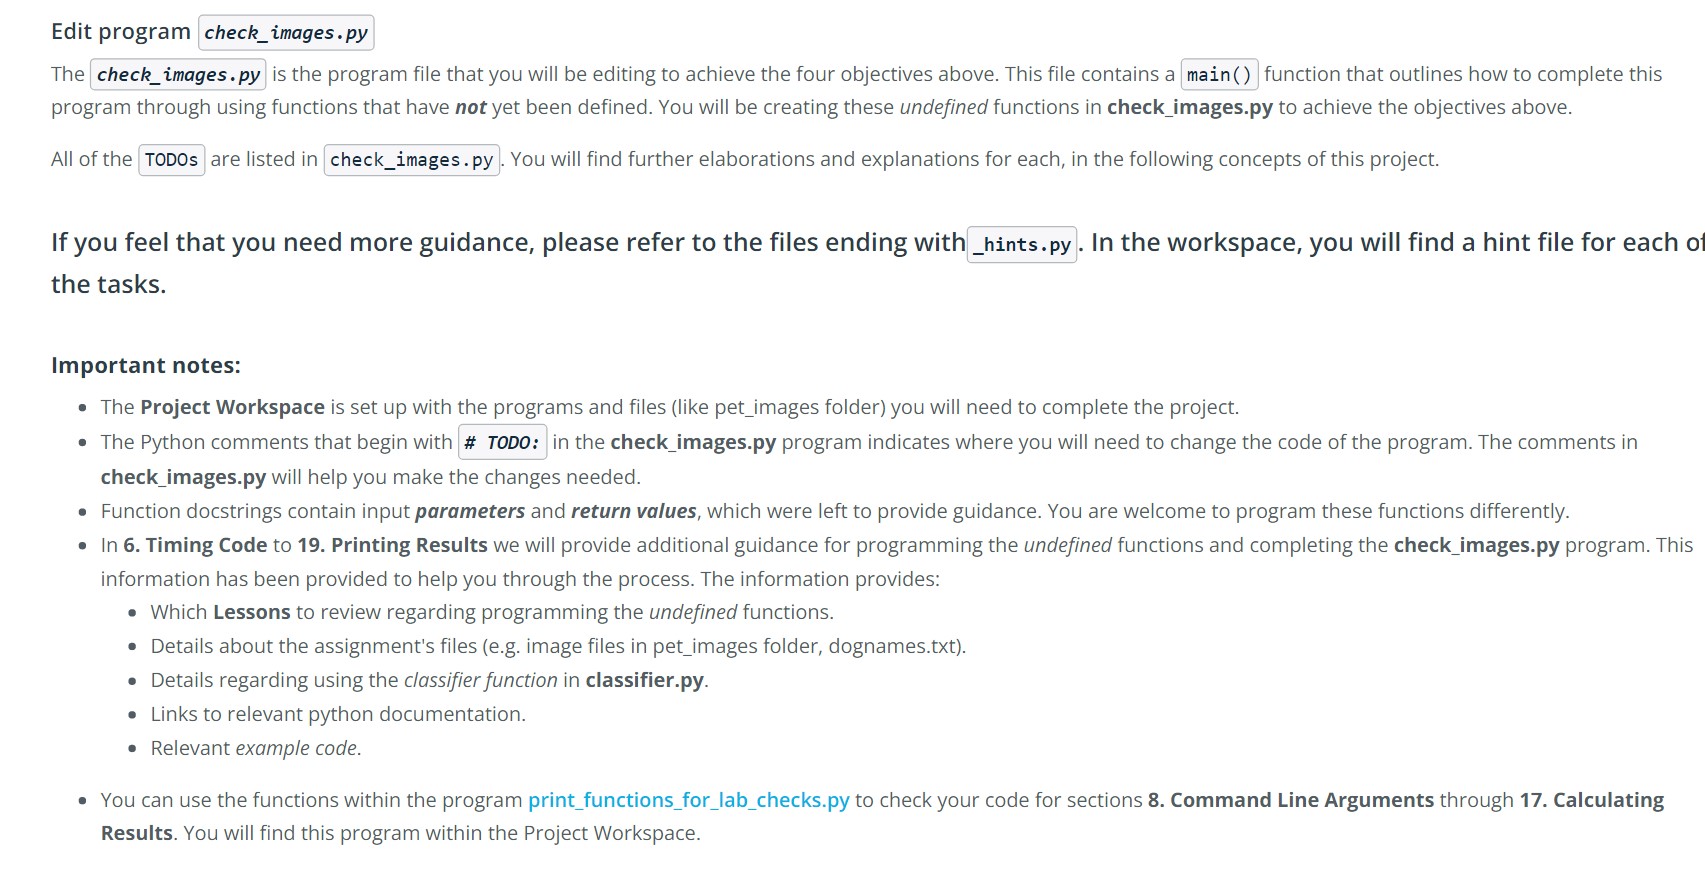 Edit program check_images.py
The check_images.py is the program file that you will be editing to achieve the four objectives above. This file contains a main() function that outlines how to complete this
program through using functions that have not yet been defined. You will be creating these undefined functions in check_images.py to achieve the objectives above.
All of the TODOs are listed in check_images.py. You will find further elaborations and explanations for each, in the following concepts of this project.
If you feel that you need more guidance, please refer to the files ending with _hints.py. In the workspace, you will find a hint file for each of
the tasks.
Important notes:
• The Project Workspace is set up with the programs and files (like pet_images folder) you will need to complete the project.
• The Python comments that begin with # TODO: in the check_images.py program indicates where you will need to change the code of the program. The comments in
check_images.py will help you make the changes needed.
• Function docstrings contain input parameters and return values, which were left to provide guidance. You are welcome to program these functions differently.
• In 6. Timing Code to 19. Printing Results we will provide additional guidance for programming the undefined functions and completing the check_images.py program. This
information has been provided to help you through the process. The information provides:
• Which Lessons to review regarding programming the undefined functions.
• Details about the assignment's files (e.g. image files in pet_images folder, dognames.txt).
• Details regarding using the classifier function in classifier.py.
• Links to relevant python documentation.
• Relevant example code.
• You can use the functions within the program print_functions_for_lab_checks.py to check your code for sections 8. Command Line Arguments through 17. Calculating
Results. You will find this program within the Project Workspace.